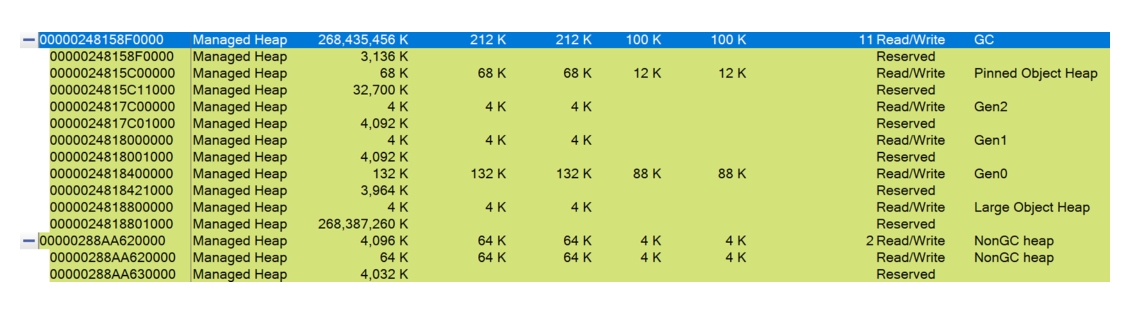 00000248158F0000 Managed Heap 268,435,456 K 212 K 212 K 100 K 100 K 11 Read/Write GC
00000248158F0000 Managed Heap 3,136 K Reserved
0000024815C00000 Managed Heap 68 K 68 K 68 K 12 K 12 K Read/Write Pinned Object Heap
0000024815C11000 Managed Heap 32,700 K Reserved
0000024817C00000 Managed Heap 4 K 4 K 4 K Read/Write Gen2
0000024817C01000 Managed Heap 4,092 K Reserved
0000024818000000 Managed Heap 4 K 4 K 4 K Read/Write Gen1
0000024818001000 Managed Heap 4,092 K Reserved
0000024818400000 Managed Heap 132 K 132 K 132 K 88 K 88 K Read/Write Gen0
0000024818421000 Managed Heap 3,964 K Reserved
0000024818800000 Managed Heap 4 K 4 K 4 K Read/Write Large Object Heap
0000024818801000 Managed Heap 268,387,260 K Reserved
00000288AA620000 Managed Heap 4,096 K 64 K 64 K 4 K 4 K 2 Read/Write NonGC heap
00000288AA620000 Managed Heap 64 K 64 K 64 K 4 K 4 K Read/Write NonGC heap
00000288AA630000 Managed Heap 4,032 K Reserved